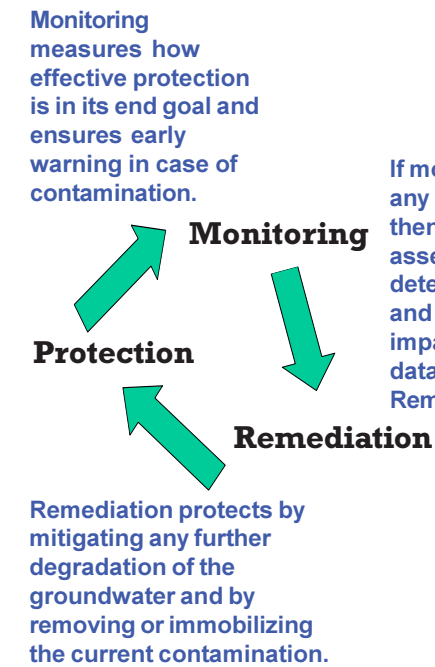 Monitoring
measures how
effective protection
is in its end goal and
ensures early
warning in case of
contamination.
If mo
any
then
asse
dete
and
impa
data
Rem
Monitoring
Protection
Remediation
Remediation protects by
mitigating any further
degradation of the
groundwater and by
removing or immobilizing
the current contamination.